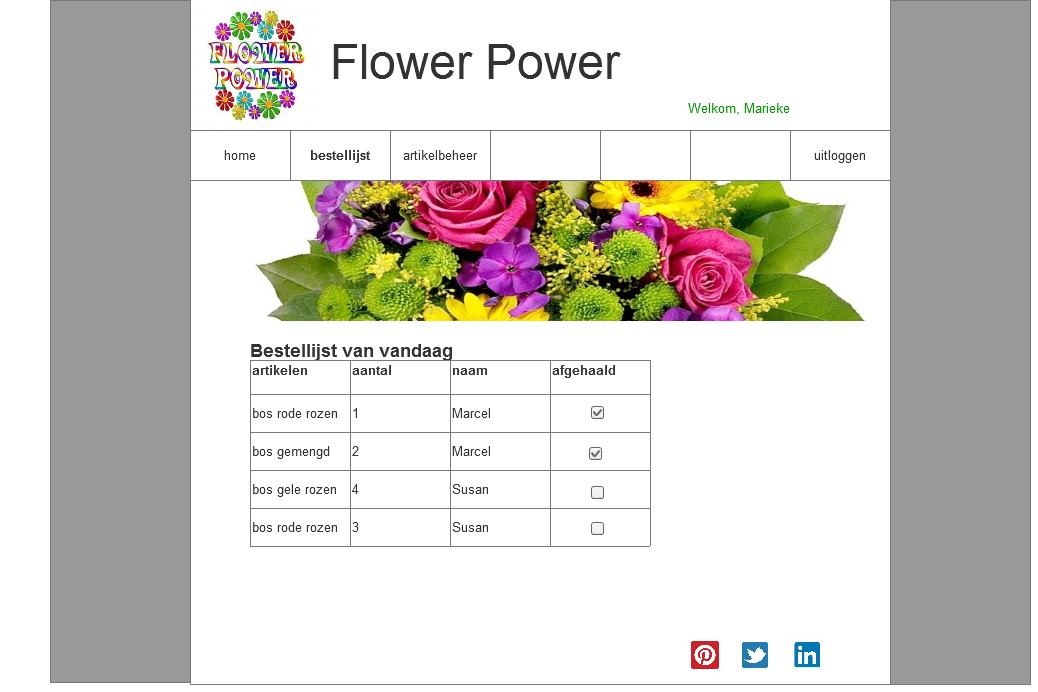 FLOWER
POWER
Flower Power
Welkom, Marieke
home bestellijst artikelbeheer uitloggen
Bestellijst van vandaag
artikelen aantal naam afgehaald
bos rode rozen 1 Marcel
bos gemengd 2 Marcel
bos gele rozen 4 Susan
bos rode rozen 3 Susan
in